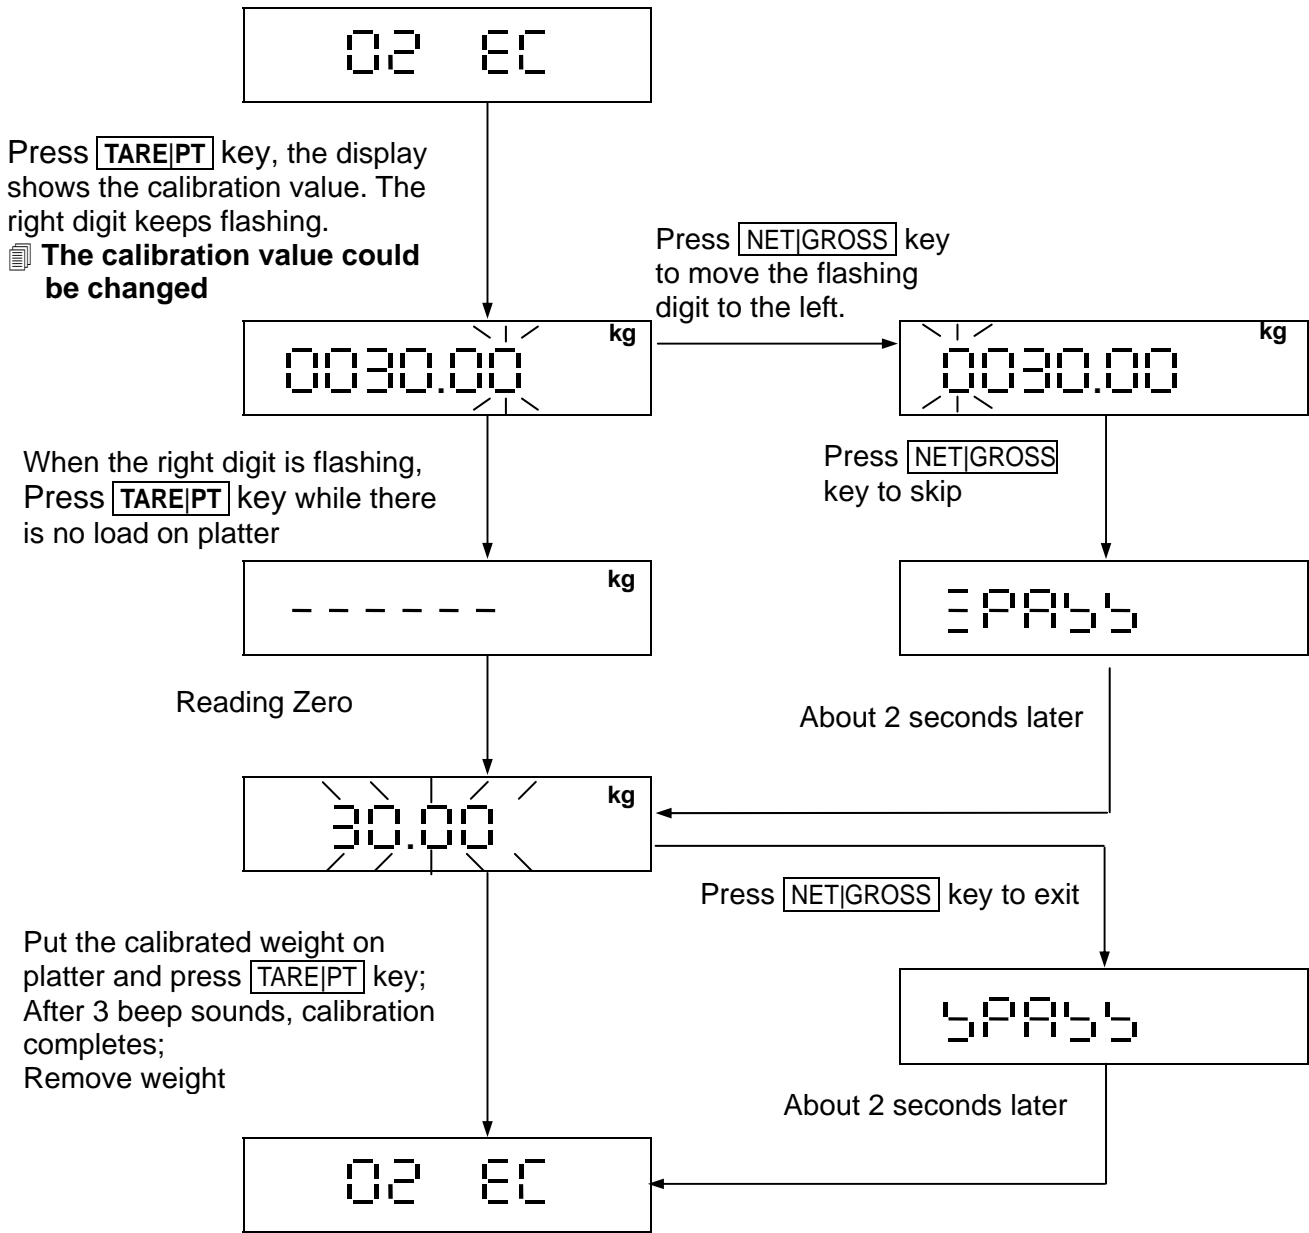 02 EC
Press TARE|PT key, the display
shows the calibration value. The
right digit keeps flashing.
The calibration value could
be changed
Press NET|GROSS key
to move the flashing
digit to the left.
kg
0030.00
kg
0030.00
When the right digit is flashing,
Press TARE|PT key while there
is no load on platter
Press NET|GROSS
key to skip
kg
------
PASS
Reading Zero
About 2 seconds later
kg
30.00
Press NET|GROSS key to exit
Put the calibrated weight on
platter and press TARE|PT key;
After 3 beep sounds, calibration
completes;
Remove weight
SPASS
About 2 seconds later
02 EC